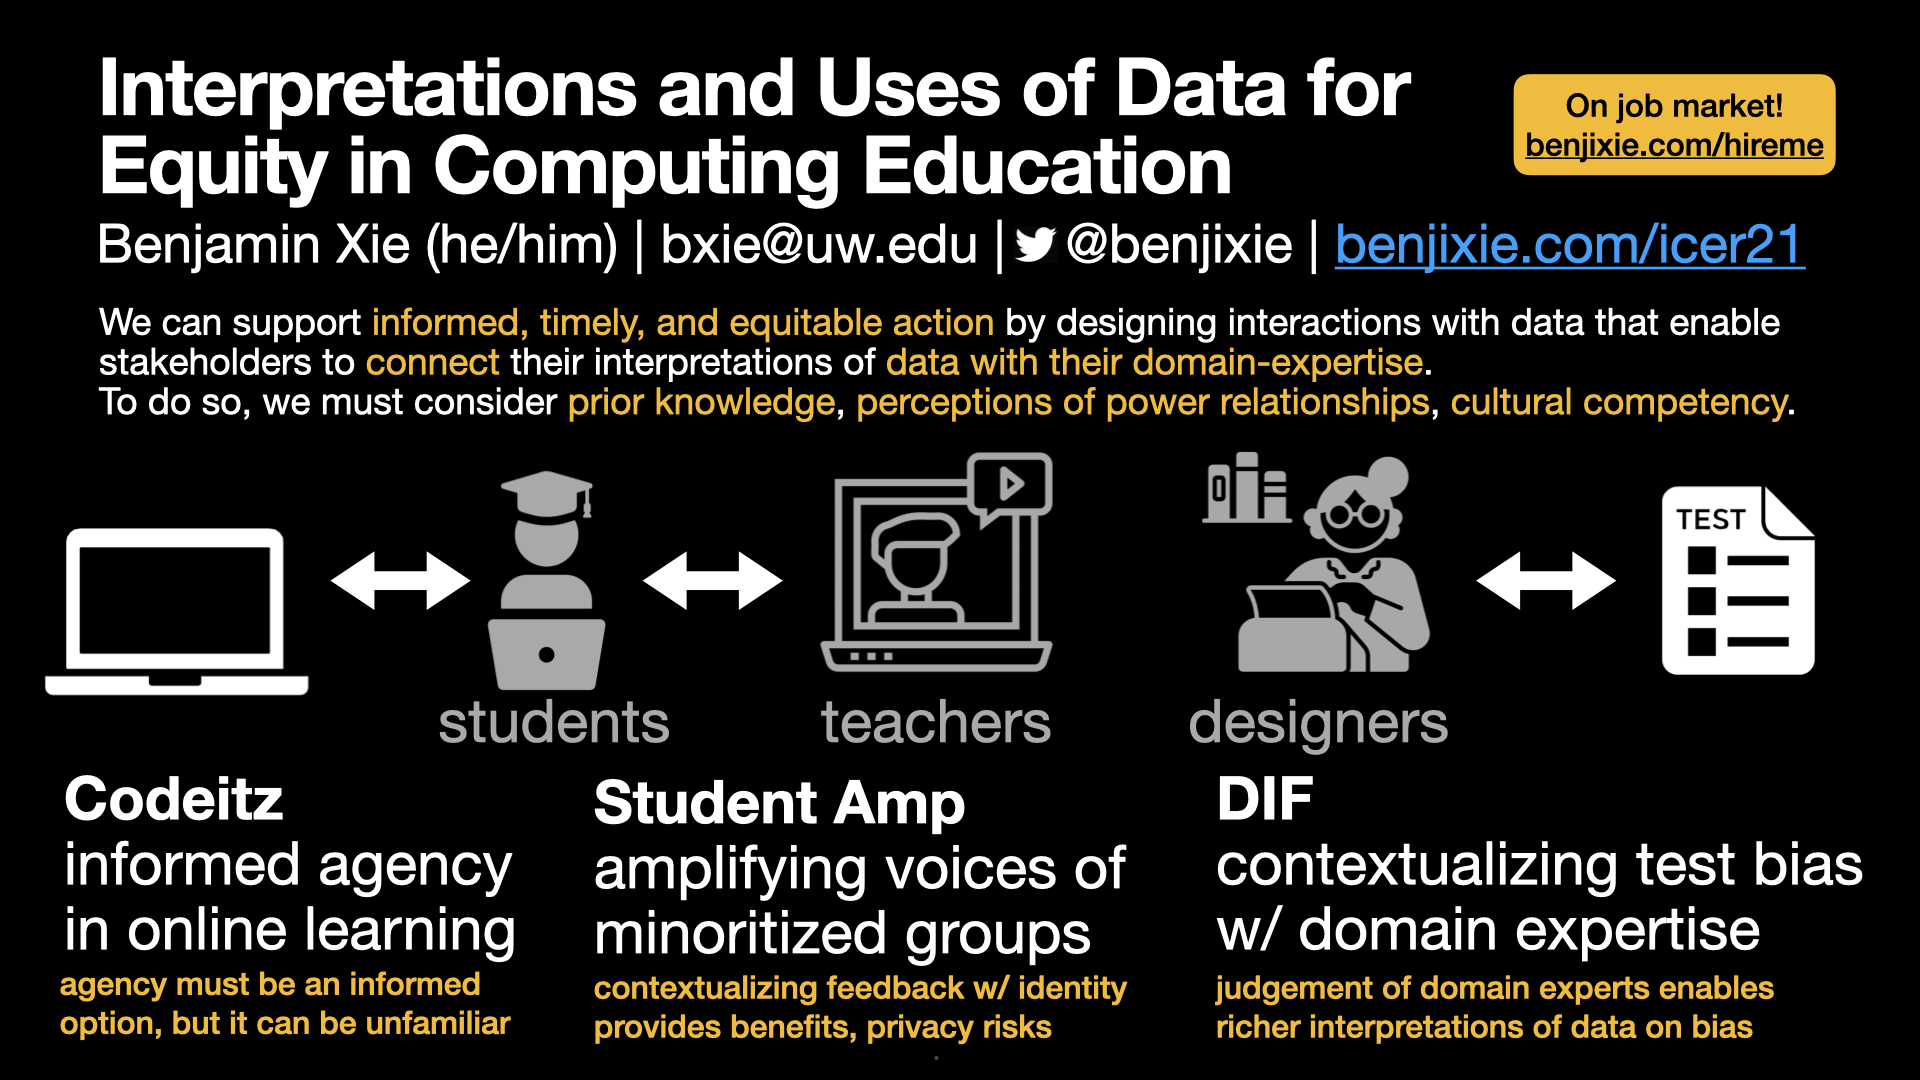 Interpretations and Uses of Data for
Equity in Computing Education
On job market!
benjixie.com/hireme
Benjamin Xie (he/him) | bxie@uw.edu | @benjixie | benjixie.com/icer21
We can support informed, timely, and equitable action by designing interactions with data that enable
stakeholders to connect their interpretations of data with their domain-expertise.
To do so, we must consider prior knowledge, perceptions of power relationships, cultural competency.
TEST
students
teachers
designers
Codeitz
informed agency
in online learning
agency must be an informed
option, but it can be unfamiliar
Student Amp
amplifying voices of
minoritized groups
contextualizing feedback w/ identity
provides benefits, privacy risks
DIF
contextualizing test bias
w/ domain expertise
judgement of domain experts enables
richer interpretations of data on bias